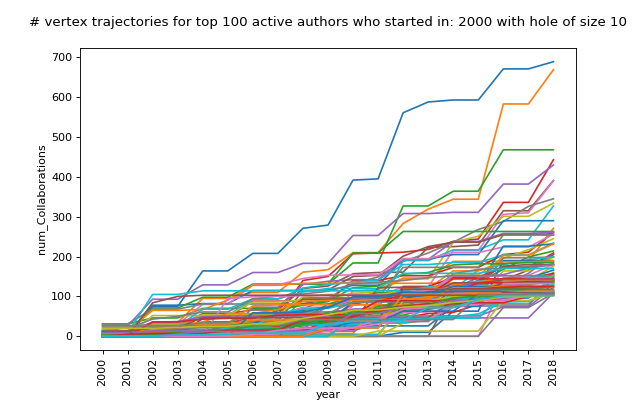 # vertex trajectories for top 100 active authors who started in: 2000 with hole of size 10
700
600
500
400
300
200
100
0
num_Collaborations
2000 2001 2002 2003 2004 2005 2006 2007 2008 2009 2010 2011 2012 2013 2014 2015 2016 2017 2018
year